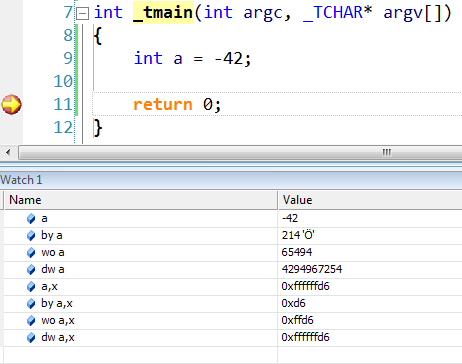 7 int _tmain(int argc, _TCHAR* argv[])
8 {
9 int a = -42;
10
11 return 0;
12 }
Watch 1
Name Value
a -42
by a 214 'Ö'
wo a 65494
dw a 4294967254
a,x 0xffffffd6
by a,x 0xd6
wo a,x 0xffd6
dw a,x 0xffffffd6